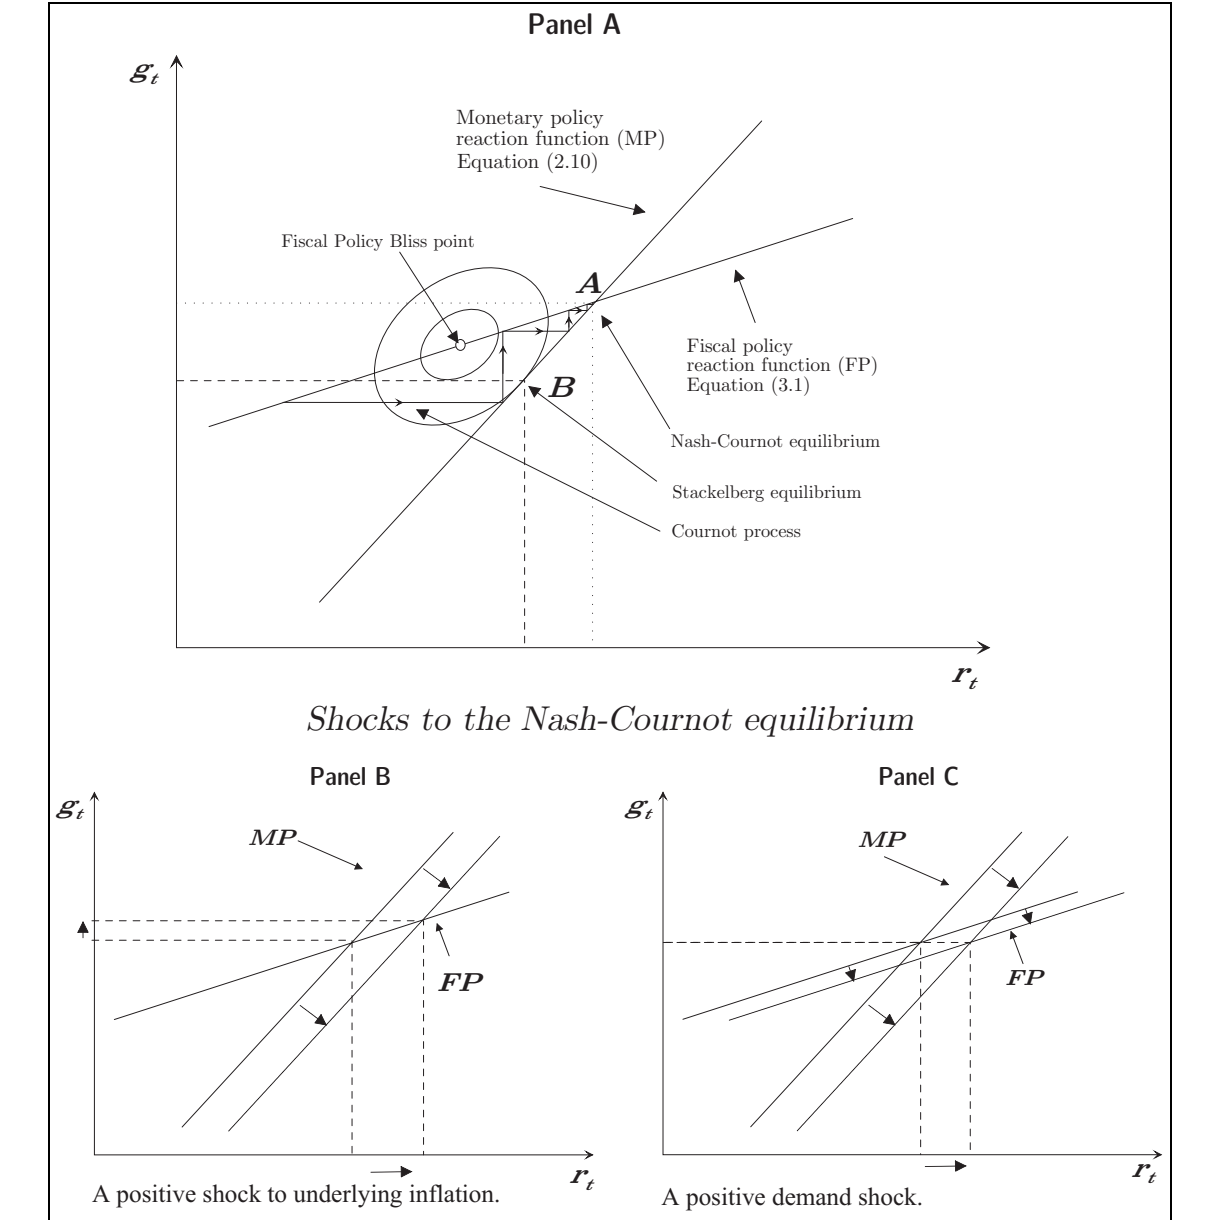 Panel A
g_t
Monetary policy
reaction function (MP)
Equation (2.10)
Fiscal Policy Bliss point
A
Fiscal policy
reaction function (FP)
Equation (3.1)
B
Nash-Cournot equilibrium
Stackelberg equilibrium
Cournot process
r_t
Shocks to the Nash-Cournot equilibrium
Panel B
g_t
MP
FP
r_t
A positive shock to underlying inflation.
Panel C
g_t
MP
FP
r_t
A positive demand shock.